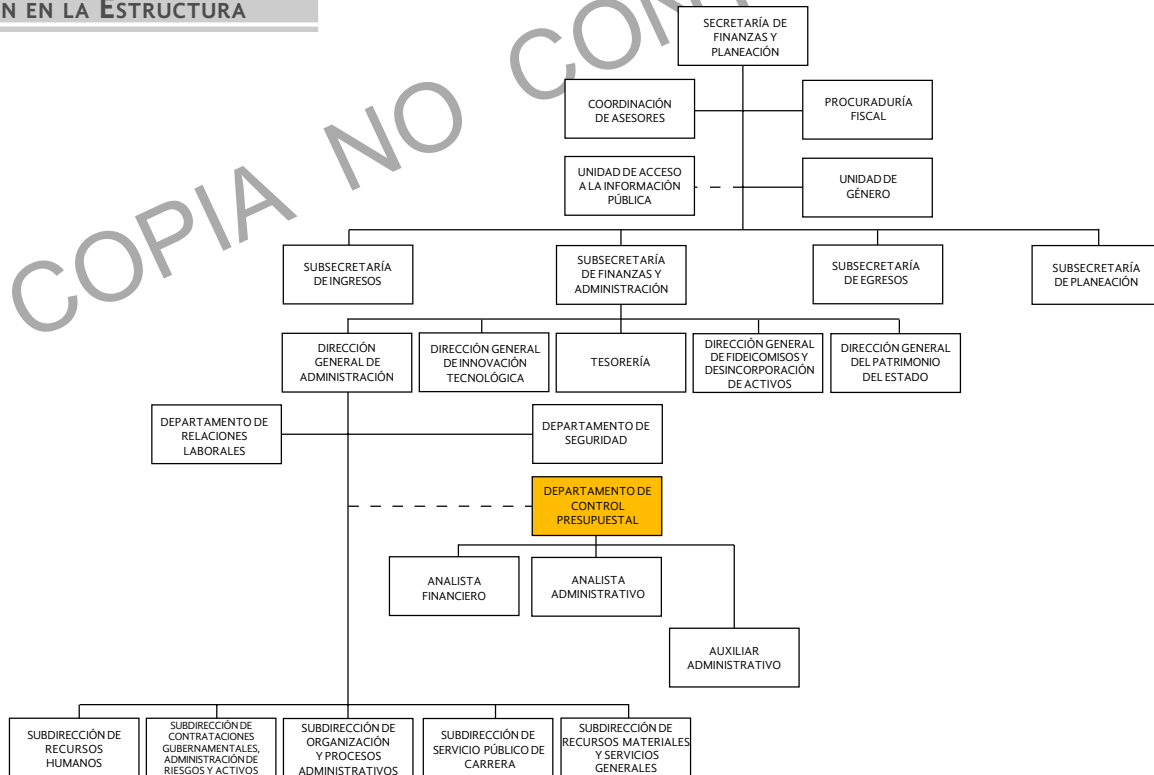 N EN LA ESTRUCTURA
COPIA NO CON
SECRETARÍA DE
FINANZAS Y
PLANEACIÓN
COORDINACIÓN
DE ASESORES
PROCURADURÍA
FISCAL
UNIDAD DE ACCESO
A LA INFORMACIÓN
PÚBLICA
UNIDAD DE
GÉNERO
SUBSECRETARÍA
DE INGRESOS
SUBSECRETARÍA
DE FINANZAS Y
ADMINISTRACIÓN
SUBSECRETARÍA
DE EGRESOS
SUBSECRETARÍA
DE PLANEACIÓN
DIRECCIÓN
GENERAL DE
ADMINISTRACIÓN
DIRECCIÓN GENERAL
DE INNOVACIÓN
TECNOLÓGICA
TESORERÍA
DIRECCIÓN GENERAL
DE FIDEICOMISOS Y
DESINCORPORACIÓN
DE ACTIVOS
DIRECCIÓN GENERAL
DEL PATRIMONIO
DEL ESTADO
DEPARTAMENTO DE
RELACIONES
LABORALES
DEPARTAMENTO DE
SEGURIDAD
DEPARTAMENTO DE
CONTROL
PRESUPUESTAL
ANALISTA
FINANCIERO
ANALISTA
ADMINISTRATIVO
AUXILIAR
ADMINISTRATIVO
SUBDIRECCIÓN DE
RECURSOS
HUMANOS
SUBDIRECCIÓN DE
CONTRATACIONES
GUBERNAMENTALES,
ADMINISTRACIÓN DE
RIESGOS Y ACTIVOS
SUBDIRECCIÓN DE
ORGANIZACIÓN
Y PROCESOS
ADMINISTRATIVOS
SUBDIRECCIÓN DE
SERVICIO PÚBLICO DE
CARRERA
SUBDIRECCIÓN DE
RECURSOS MATERIALES
Y SERVICIOS
GENERALES